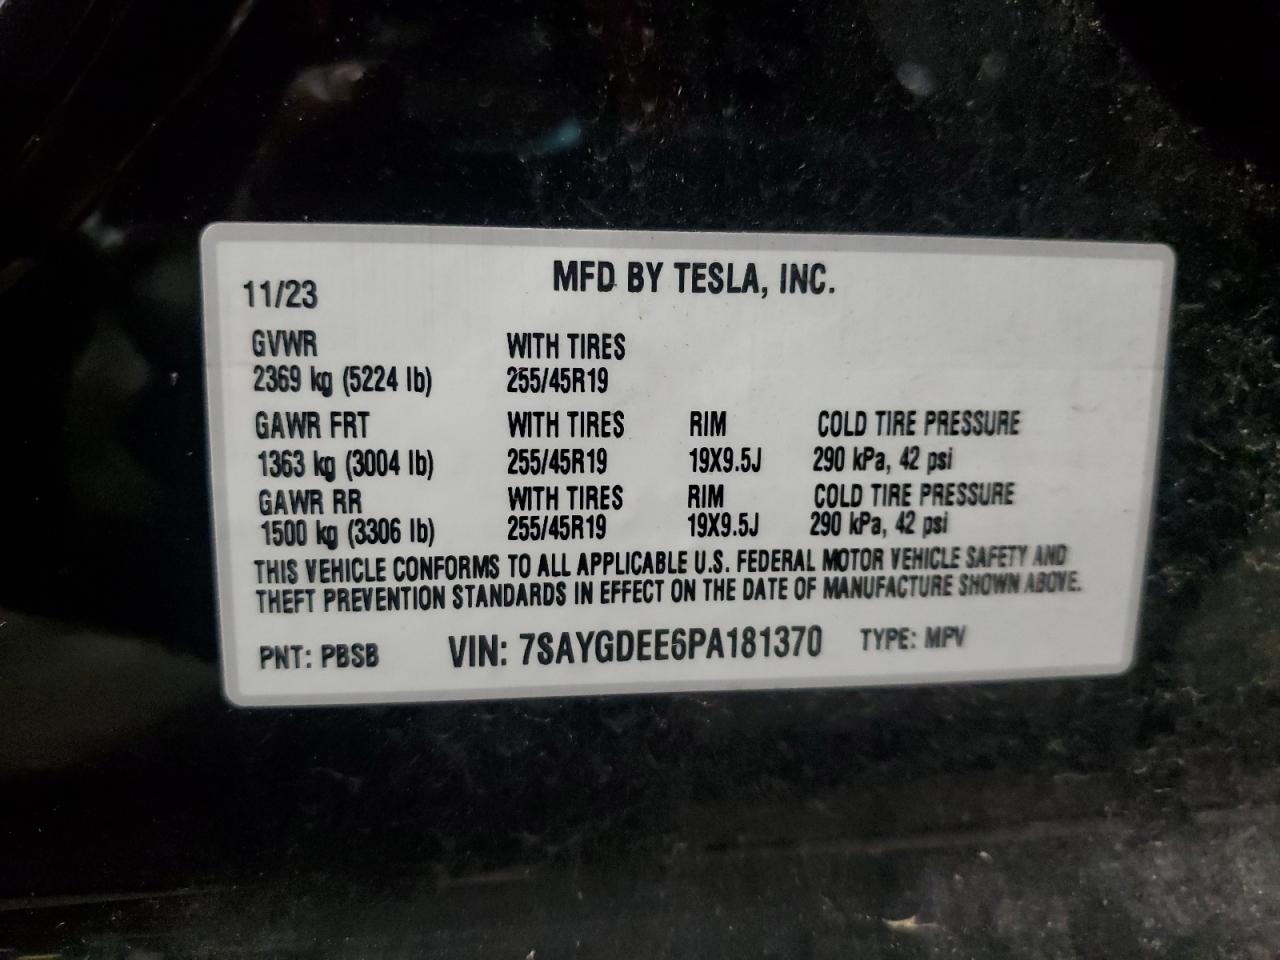 MFD BY TESLA, INC.
11/23
GVWR WITH TIRES
2369 kg (5224 lb) 255/45R19
GAWR FRT WITH TIRES RIM COLD TIRE PRESSURE
1363 kg (3004 lb) 255/45R19 19X9.5J 290 kPa, 42 psi
GAWR RR WITH TIRES RIM COLD TIRE PRESSURE
1500 kg (3306 lb) 255/45R19 19X9.5J 290 kPa, 42 psi
THIS VEHICLE CONFORMS TO ALL APPLICABLE U.S. FEDERAL MOTOR VEHICLE SAFETY AND
THEFT PREVENTION STANDARDS IN EFFECT ON THE DATE OF MANUFACTURE SHOWN ABOVE.
PNT: PBSB VIN: 7SAYGDEE6PA181370 TYPE: MPV